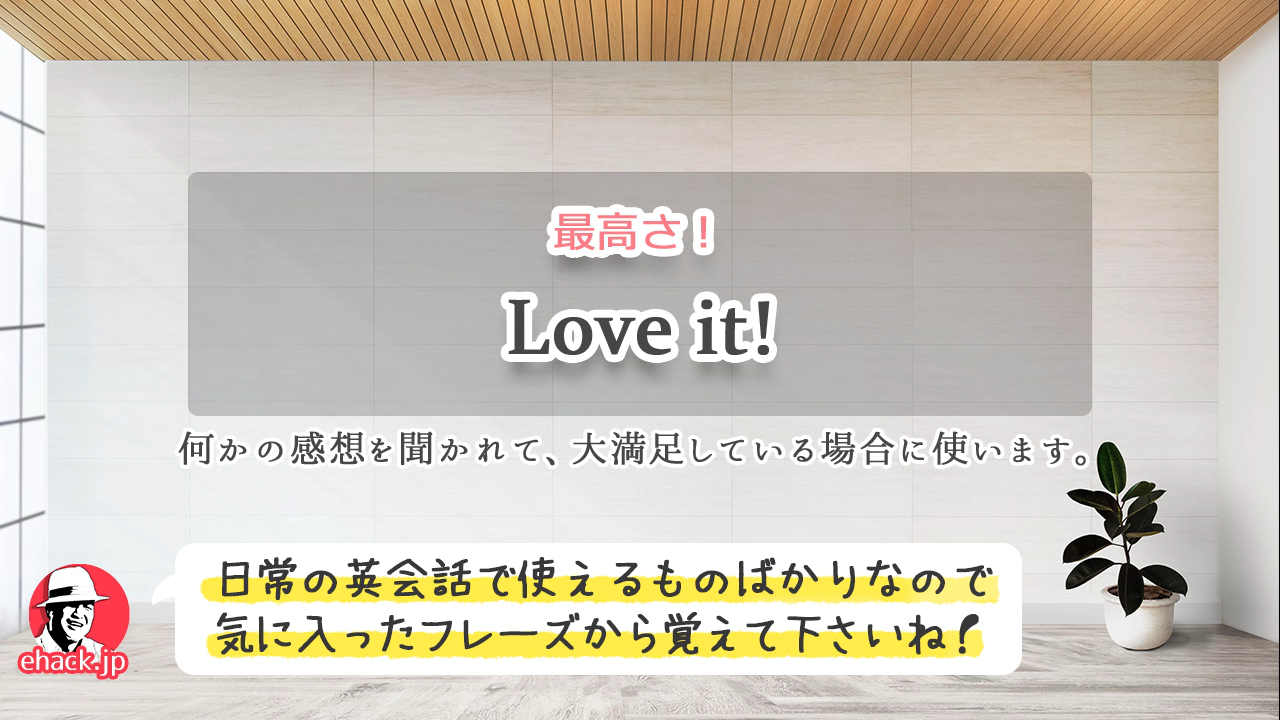 最高さ！
Love it!
何かの感想を聞かれて、大満足している場合に使います。
日常の英会話で使えるものばかりなので
気に入ったフレーズから覚えて下さいね！
ehack.jp